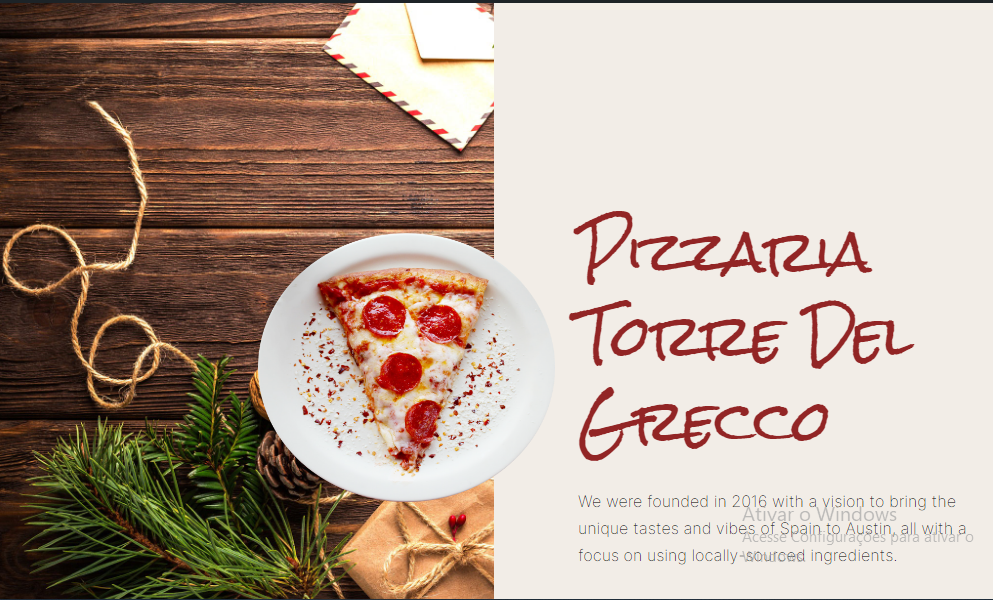 Pizzaria
Torre Del
Grecco
We were founded in 2016 with a vision to bring the
unique tastes and vibes of Spain to Austin, all with a
focus on using locally-sourced ingredients.
Ativar o Windows
Acesse Configurações para ativar o
Windows.